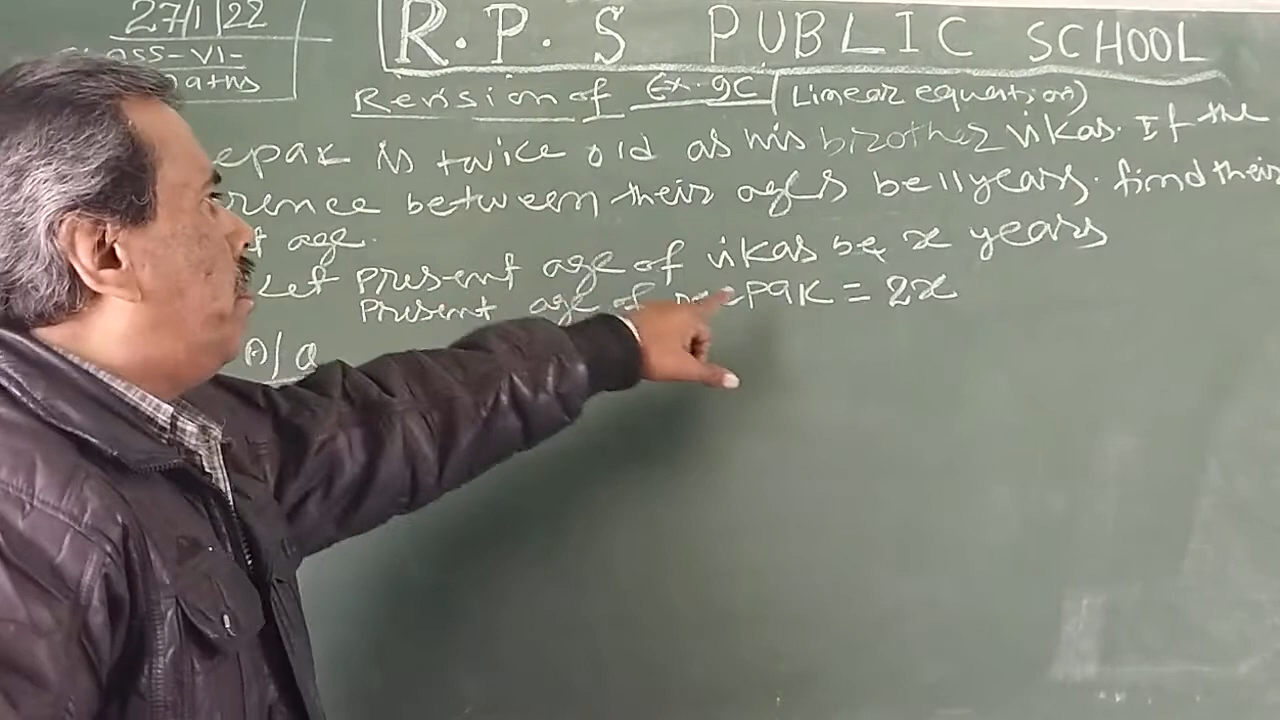 27/1/22
R.P.S PUBLIC SCHOOL
Revision of Ex.9C (Linear equation)
is twice old as his brother vikas. If the
between their ages be 11 years. find their
age.
Let Present age of vikas be x years
Present age of = 2x
A/Q